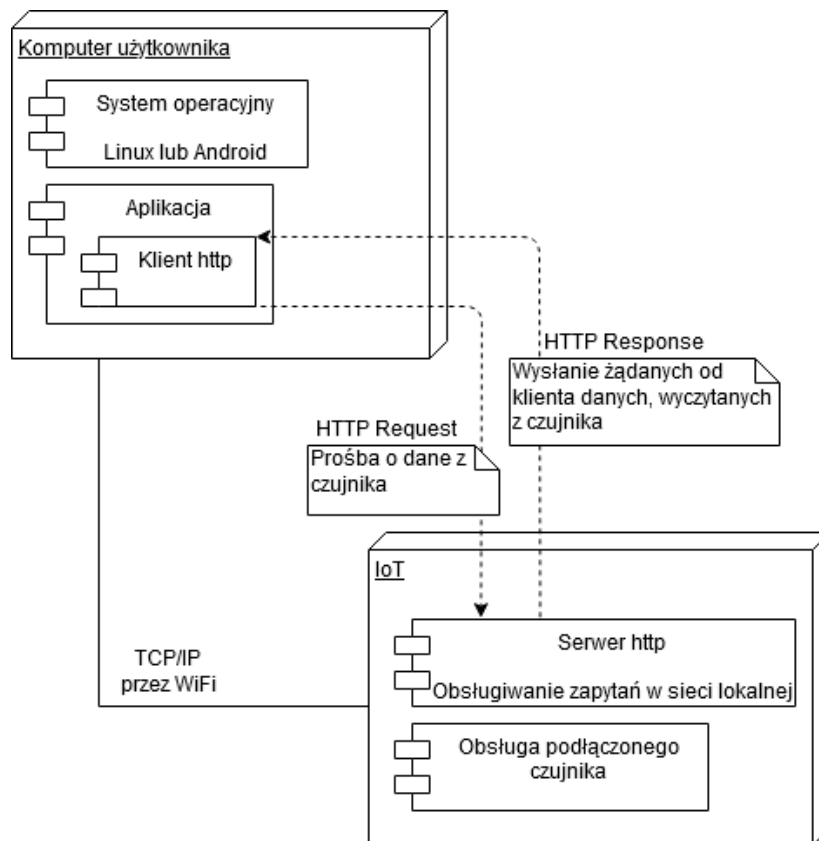 Komputer użytkownika
System operacyjny
Linux lub Android
Aplikacja
Klient http
HTTP Response
Wysłanie żądanych od
klienta danych, wyczytanych
z czujnika
HTTP Request
Prośba o dane z
czujnika
IoT
Serwer http
Obsługiwanie zapytań w sieci lokalnej
TCP/IP
przez WiFi
Obsługa podłączonego
czujnika